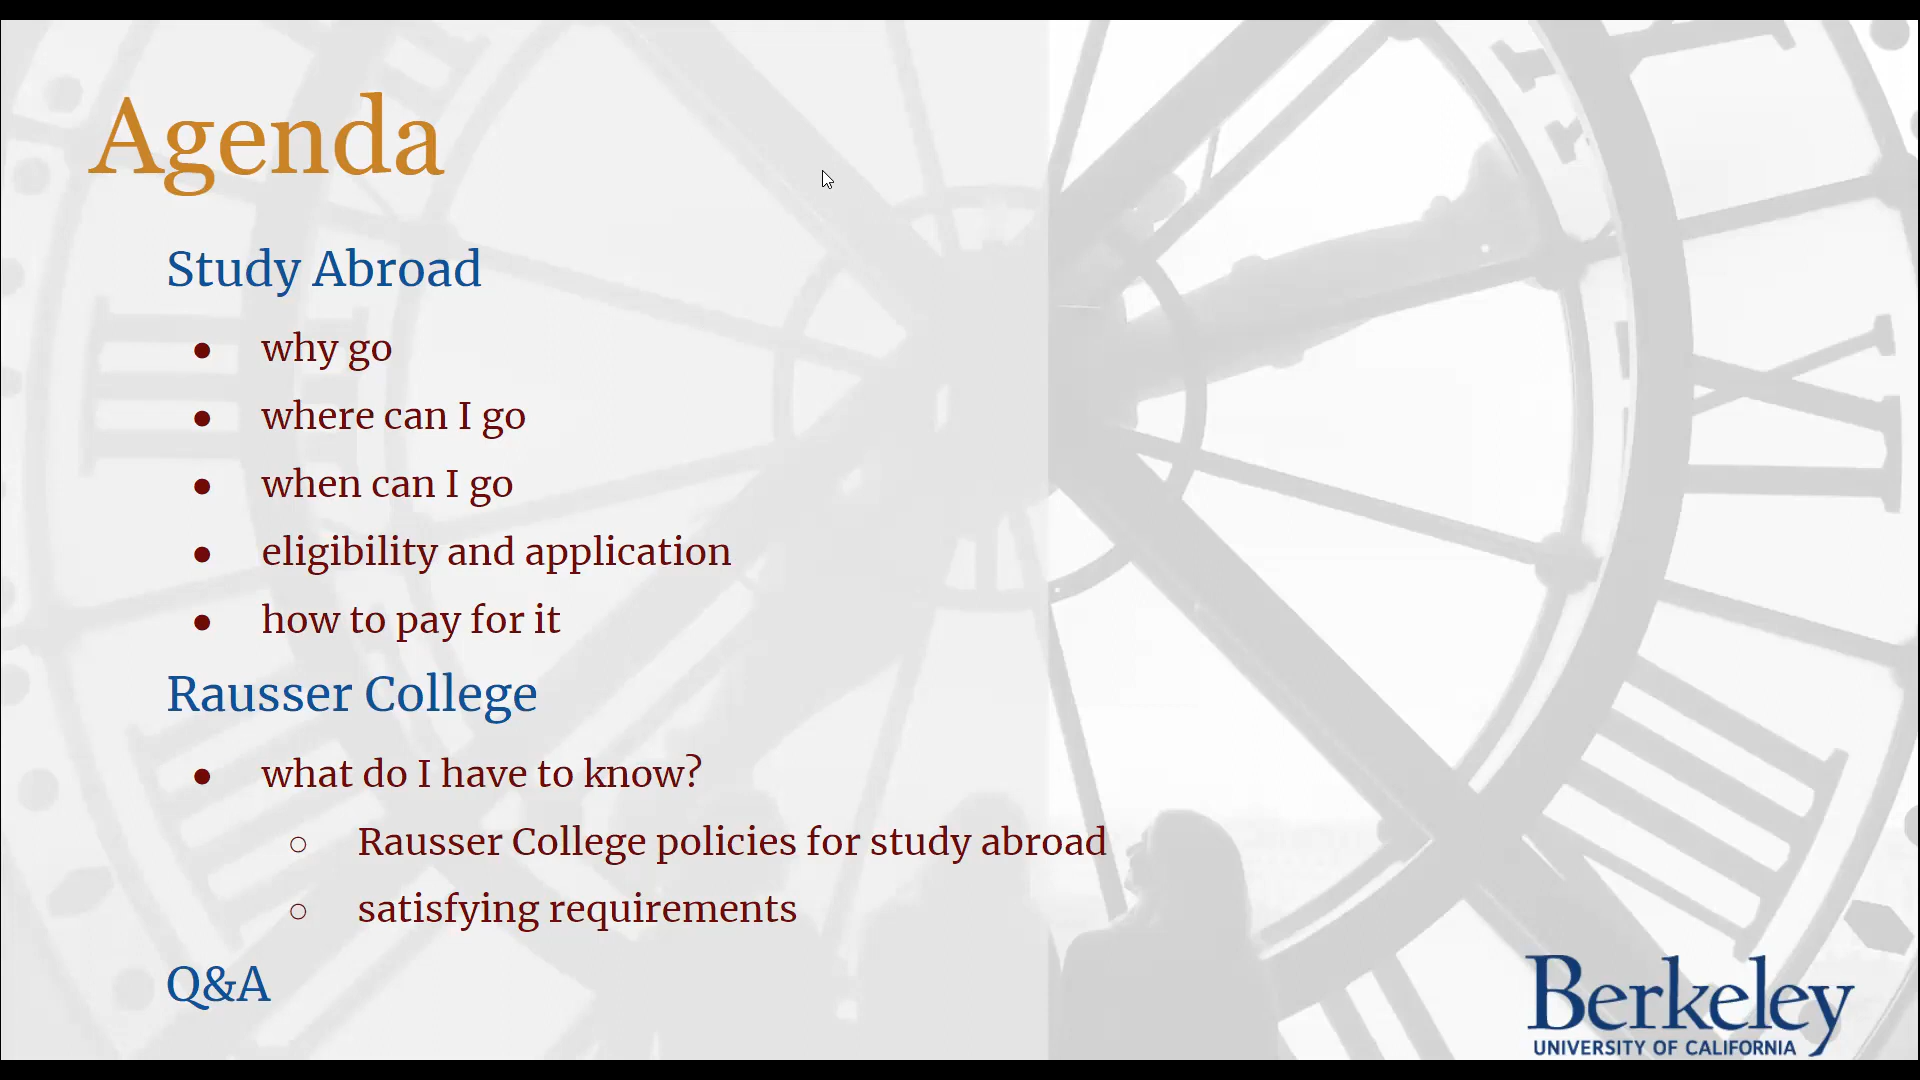 Agenda
Study Abroad
● why go
● where can I go
● when can I go
● eligibility and application
● how to pay for it
Rausser College
● what do I have to know?
○ Rausser College policies for study abroad
○ satisfying requirements
Q&A
Berkeley
UNIVERSITY OF CALIFORNIA